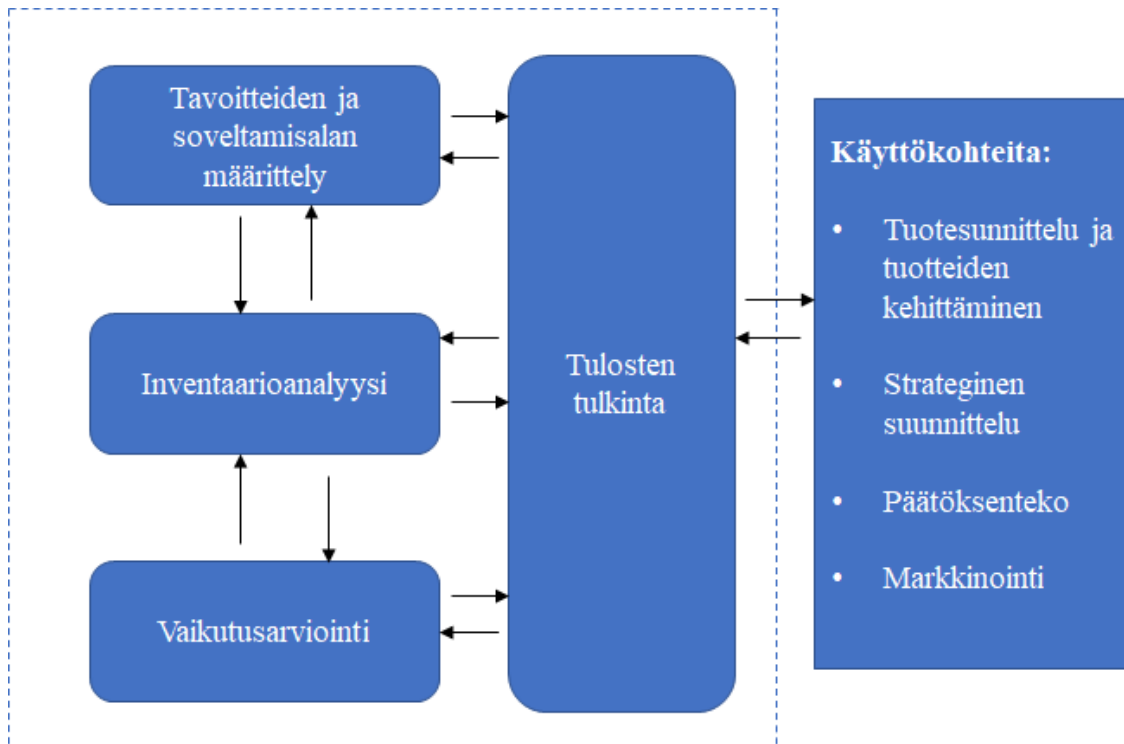 Tavoitteiden ja
soveltamisalan
määrittely
Inventaarioanalyysi
Vaikutusarviointi
Tulosten
tulkinta
Käyttökohteita:
• Tuotesunnittelu ja
tuotteiden
kehittäminen
• Strateginen
suunnittelu
• Päätöksenteko
• Markkinointi